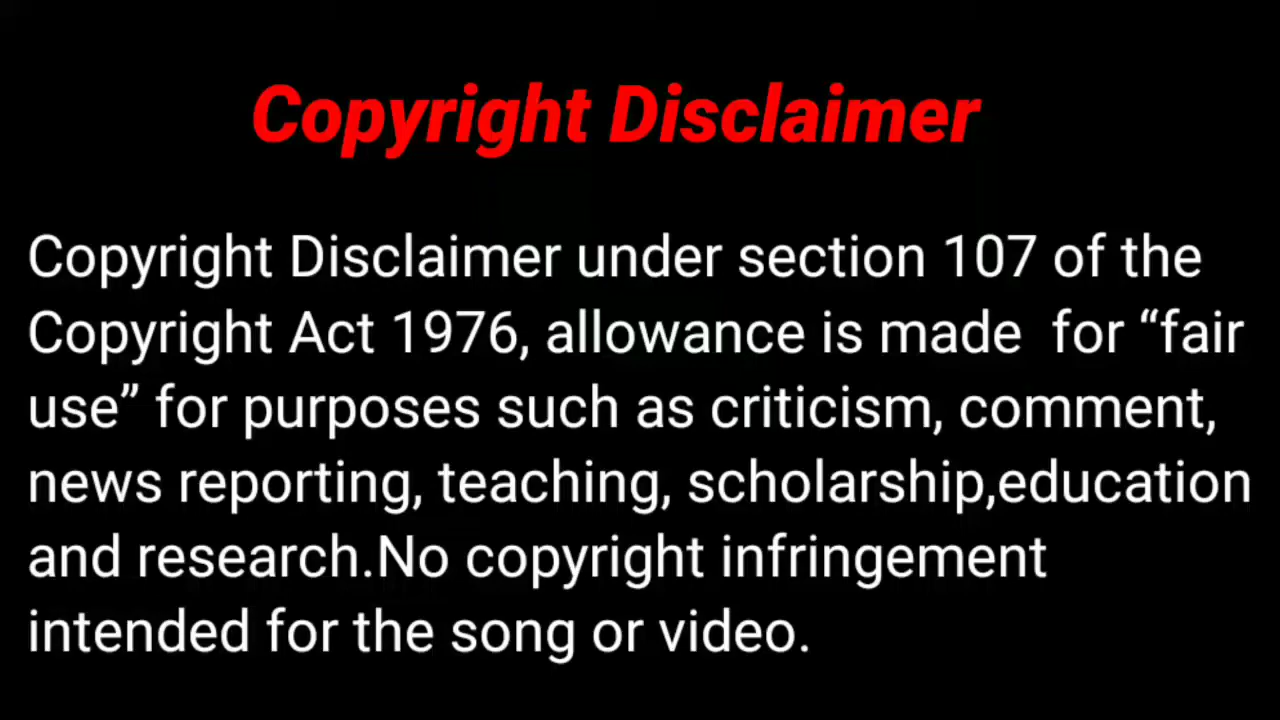 Copyright Disclaimer
Copyright Disclaimer under section 107 of the
Copyright Act 1976, allowance is made  for “fair
use” for purposes such as criticism, comment,
news reporting, teaching, scholarship,education
and research.No copyright infringement
intended for the song or video.